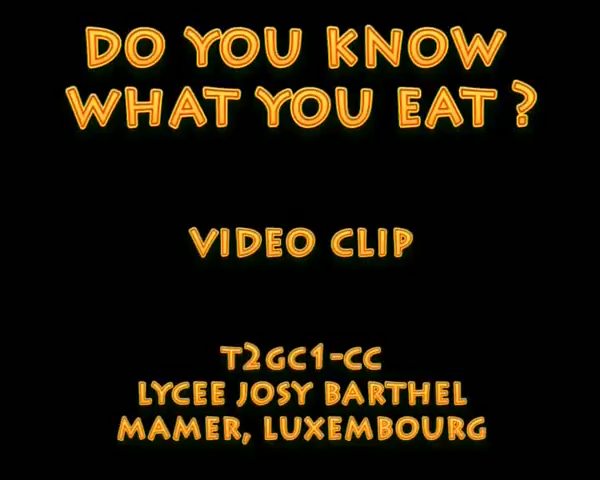 DO YOU KNOW
WHAT YOU EAT ?
VIDEO CLIP
T2GC1-CC
LYCEE JOSY BARTHEL
MAMER, LUXEMBOURG